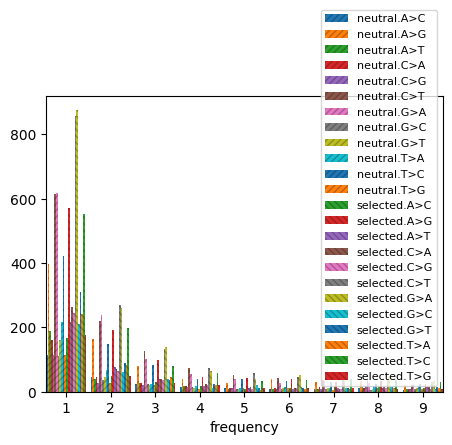 neutral.A>C
neutral.A>G
neutral.A>T
neutral.C>A
neutral.C>G
neutral.C>T
neutral.G>A
neutral.G>C
neutral.G>T
neutral.T>A
neutral.T>C
neutral.T>G
selected.A>C
selected.A>G
selected.A>T
selected.C>A
selected.C>G
selected.C>T
selected.G>A
selected.G>C
selected.G>T
selected.T>A
selected.T>C
selected.T>G
800
600
400
200
0
1 2 3 4 5 6 7 8 9
frequency